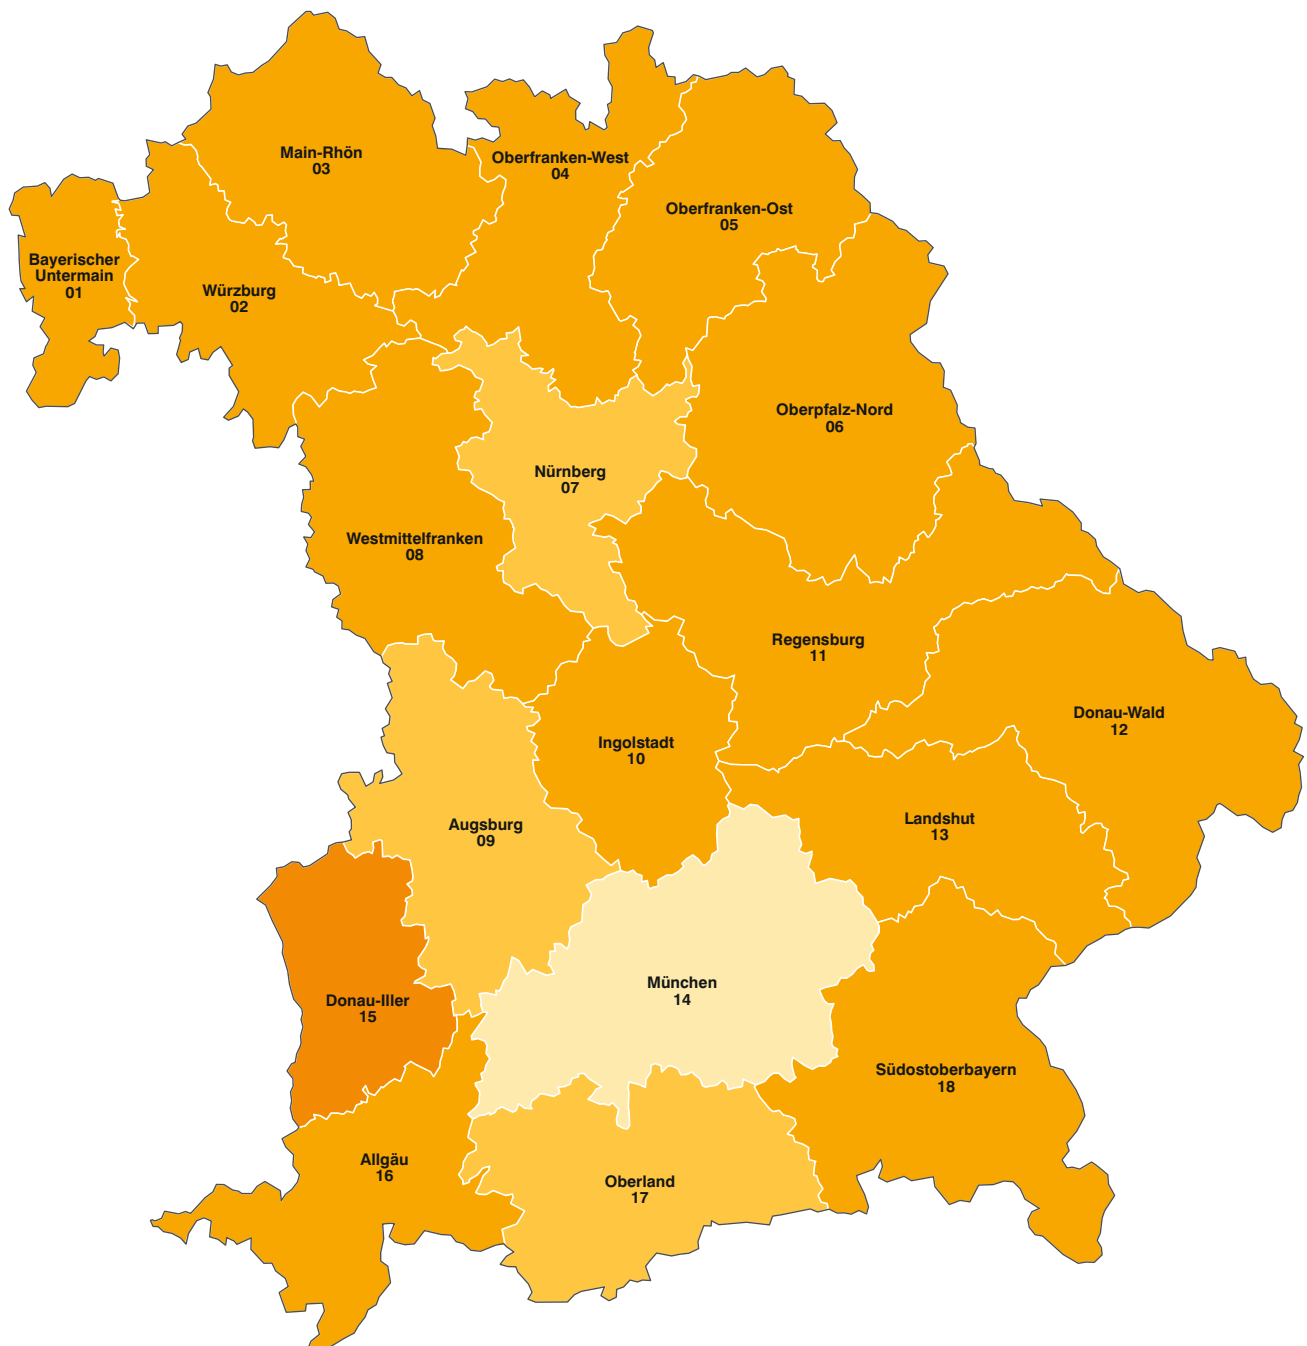 Main-Rhön
03
Oberfranken-West
04
Oberfranken-Ost
05
Bayerischer
Untermain
01
Würzburg
02
Oberpfalz-Nord
06
Nürnberg
07
Westmittelfranken
08
Regensburg
11
Donau-Wald
12
Ingolstadt
10
Augsburg
09
Landshut
13
München
14
Donau-Iller
15
Südostoberbayern
18
Allgäu
16
Oberland
17